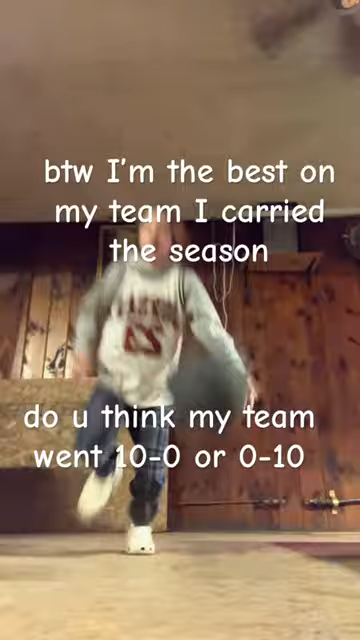 btw I'm the best on
my team I carried
the season
do u think my team
went 10-0 or 0-10